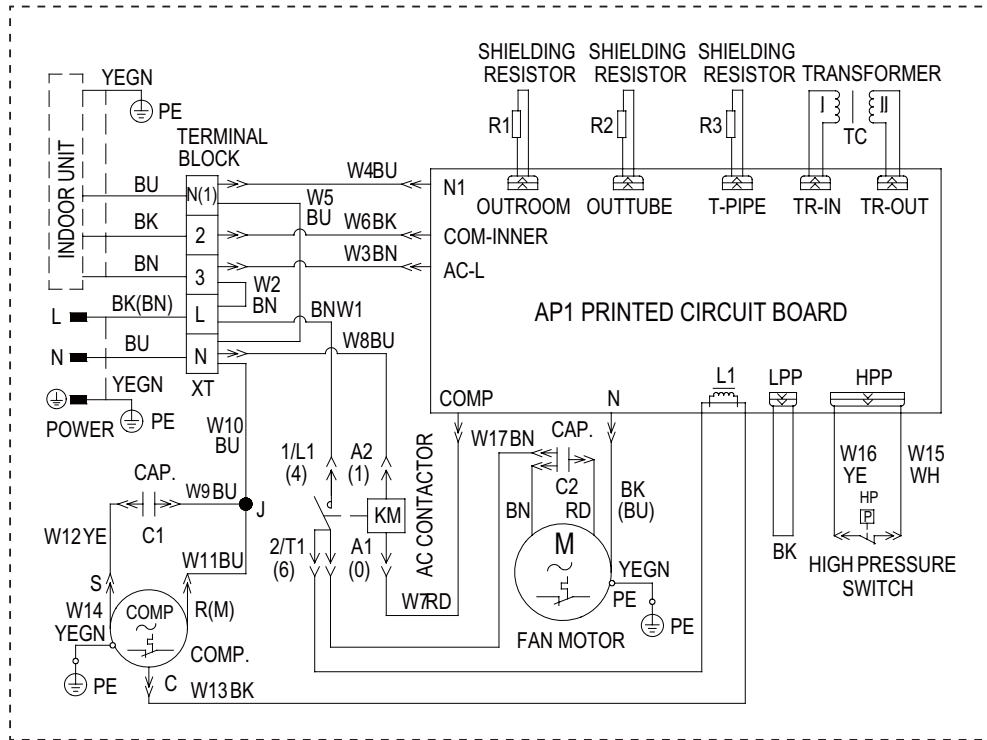 SHIELDING RESISTOR
SHIELDING RESISTOR
SHIELDING RESISTOR
TRANSFORMER
R1
R2
R3
TC
YEGN
PE
INDOOR UNIT
TERMINAL
BLOCK
BU
N(1)
W4BU
N1
OUTROOM
OUTTUBE
T-PIPE
TR-IN
TR-OUT
W5
BU
BK
2
W6BK
COM-INNER
BN
3
W3BN
AC-L
W2
BN
AP1 PRINTED CIRCUIT BOARD
L
BK(BN)
L
BNW1
N
BU
N
W8BU
XT
YEGN
PE
POWER
COMP
N
L1
LPP
HPP
W10
BU
1/L1
(4)
A2
(1)
AC CONTACTOR
W17BN
CAP.
C2
BN
RD
BK
(BU)
W16
YE
W15
WH
HP
P
CAP.
W9BU
C1
J
KM
W12YE
W11BU
2/T1
(6)
A1
(0)
M
BK
HIGH PRESSURE
SWITCH
S
W14
YEGN
COMP
R(M)
COMP.
W7RD
YEGN
PE
PE
FAN MOTOR
PE
C
W13BK